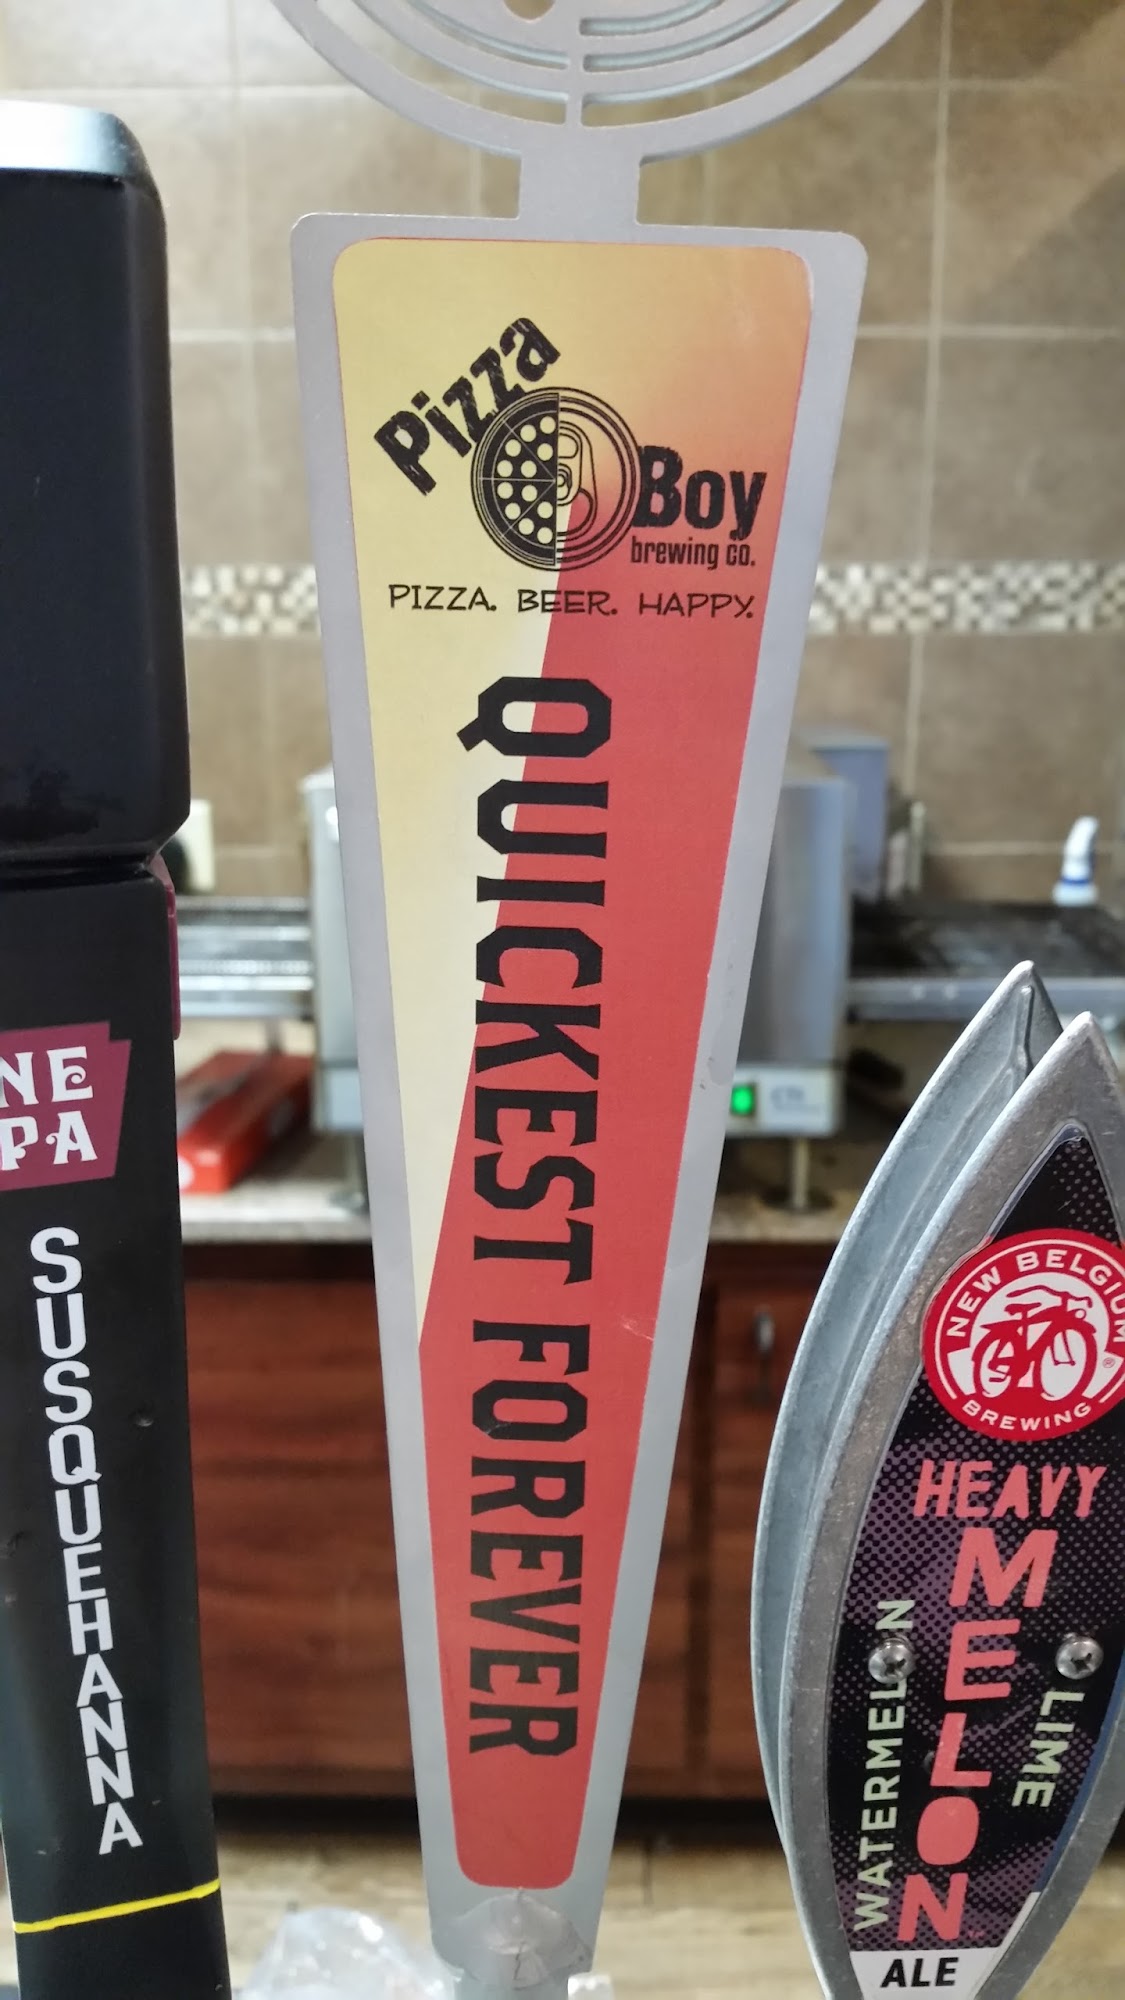 NE
PA
SUSQUEHANNA
Pizza
Boy
brewing co.
PIZZA. BEER. HAPPY.
QUICKEST FOREVER
NEW BELGIUM
BREWING
HEAVY
MELON
WATERMELON
LIME
ALE